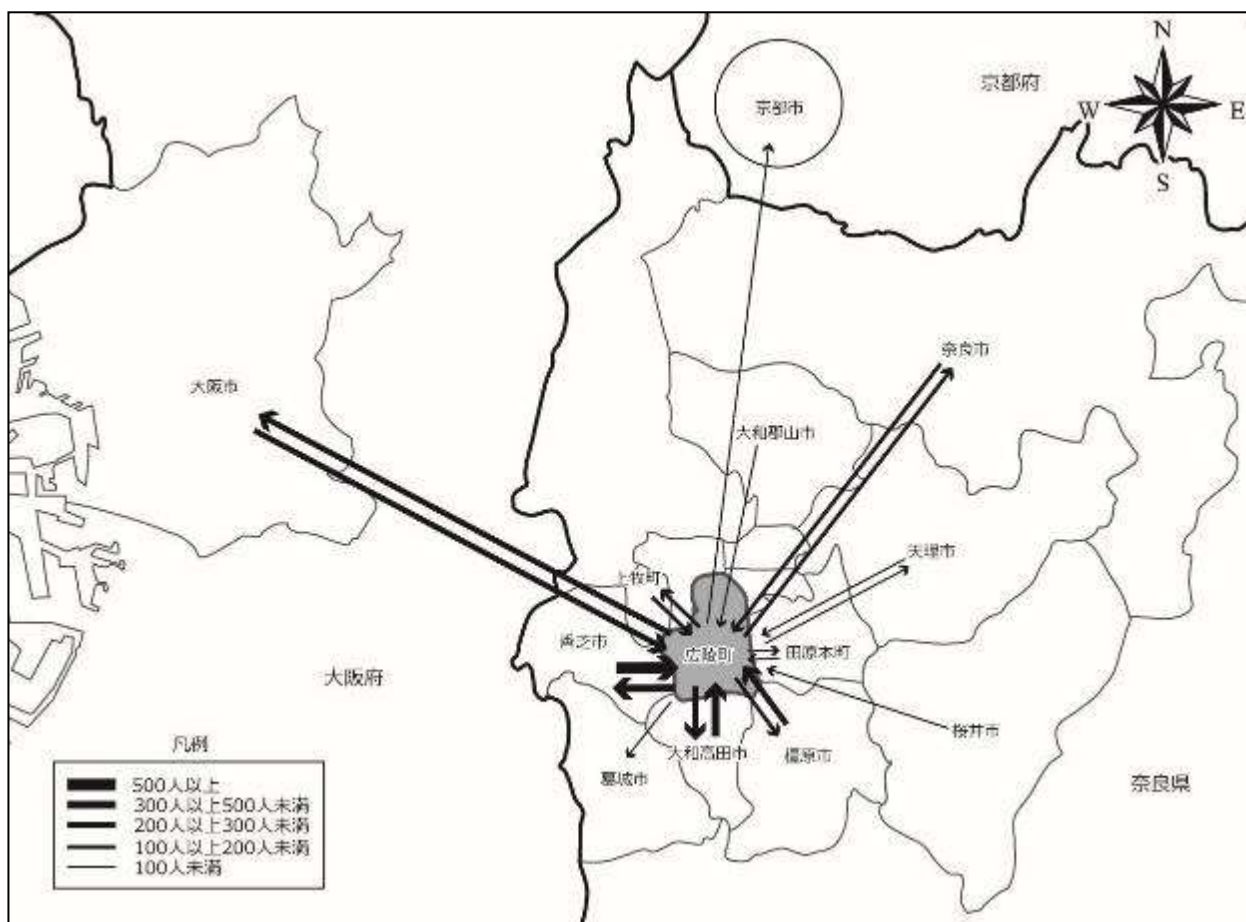 N
京都府
京都市
W
E
S
奈良市
大阪市
大和郡山市
天理市
上牧町
香芝市
広陵町
田原本町
大阪府
桜井市
凡例
大和高田市
橿原市
葛城市
奈良県
500人以上
300人以上500人未満
200人以上300人未満
100人以上200人未満
100人未満